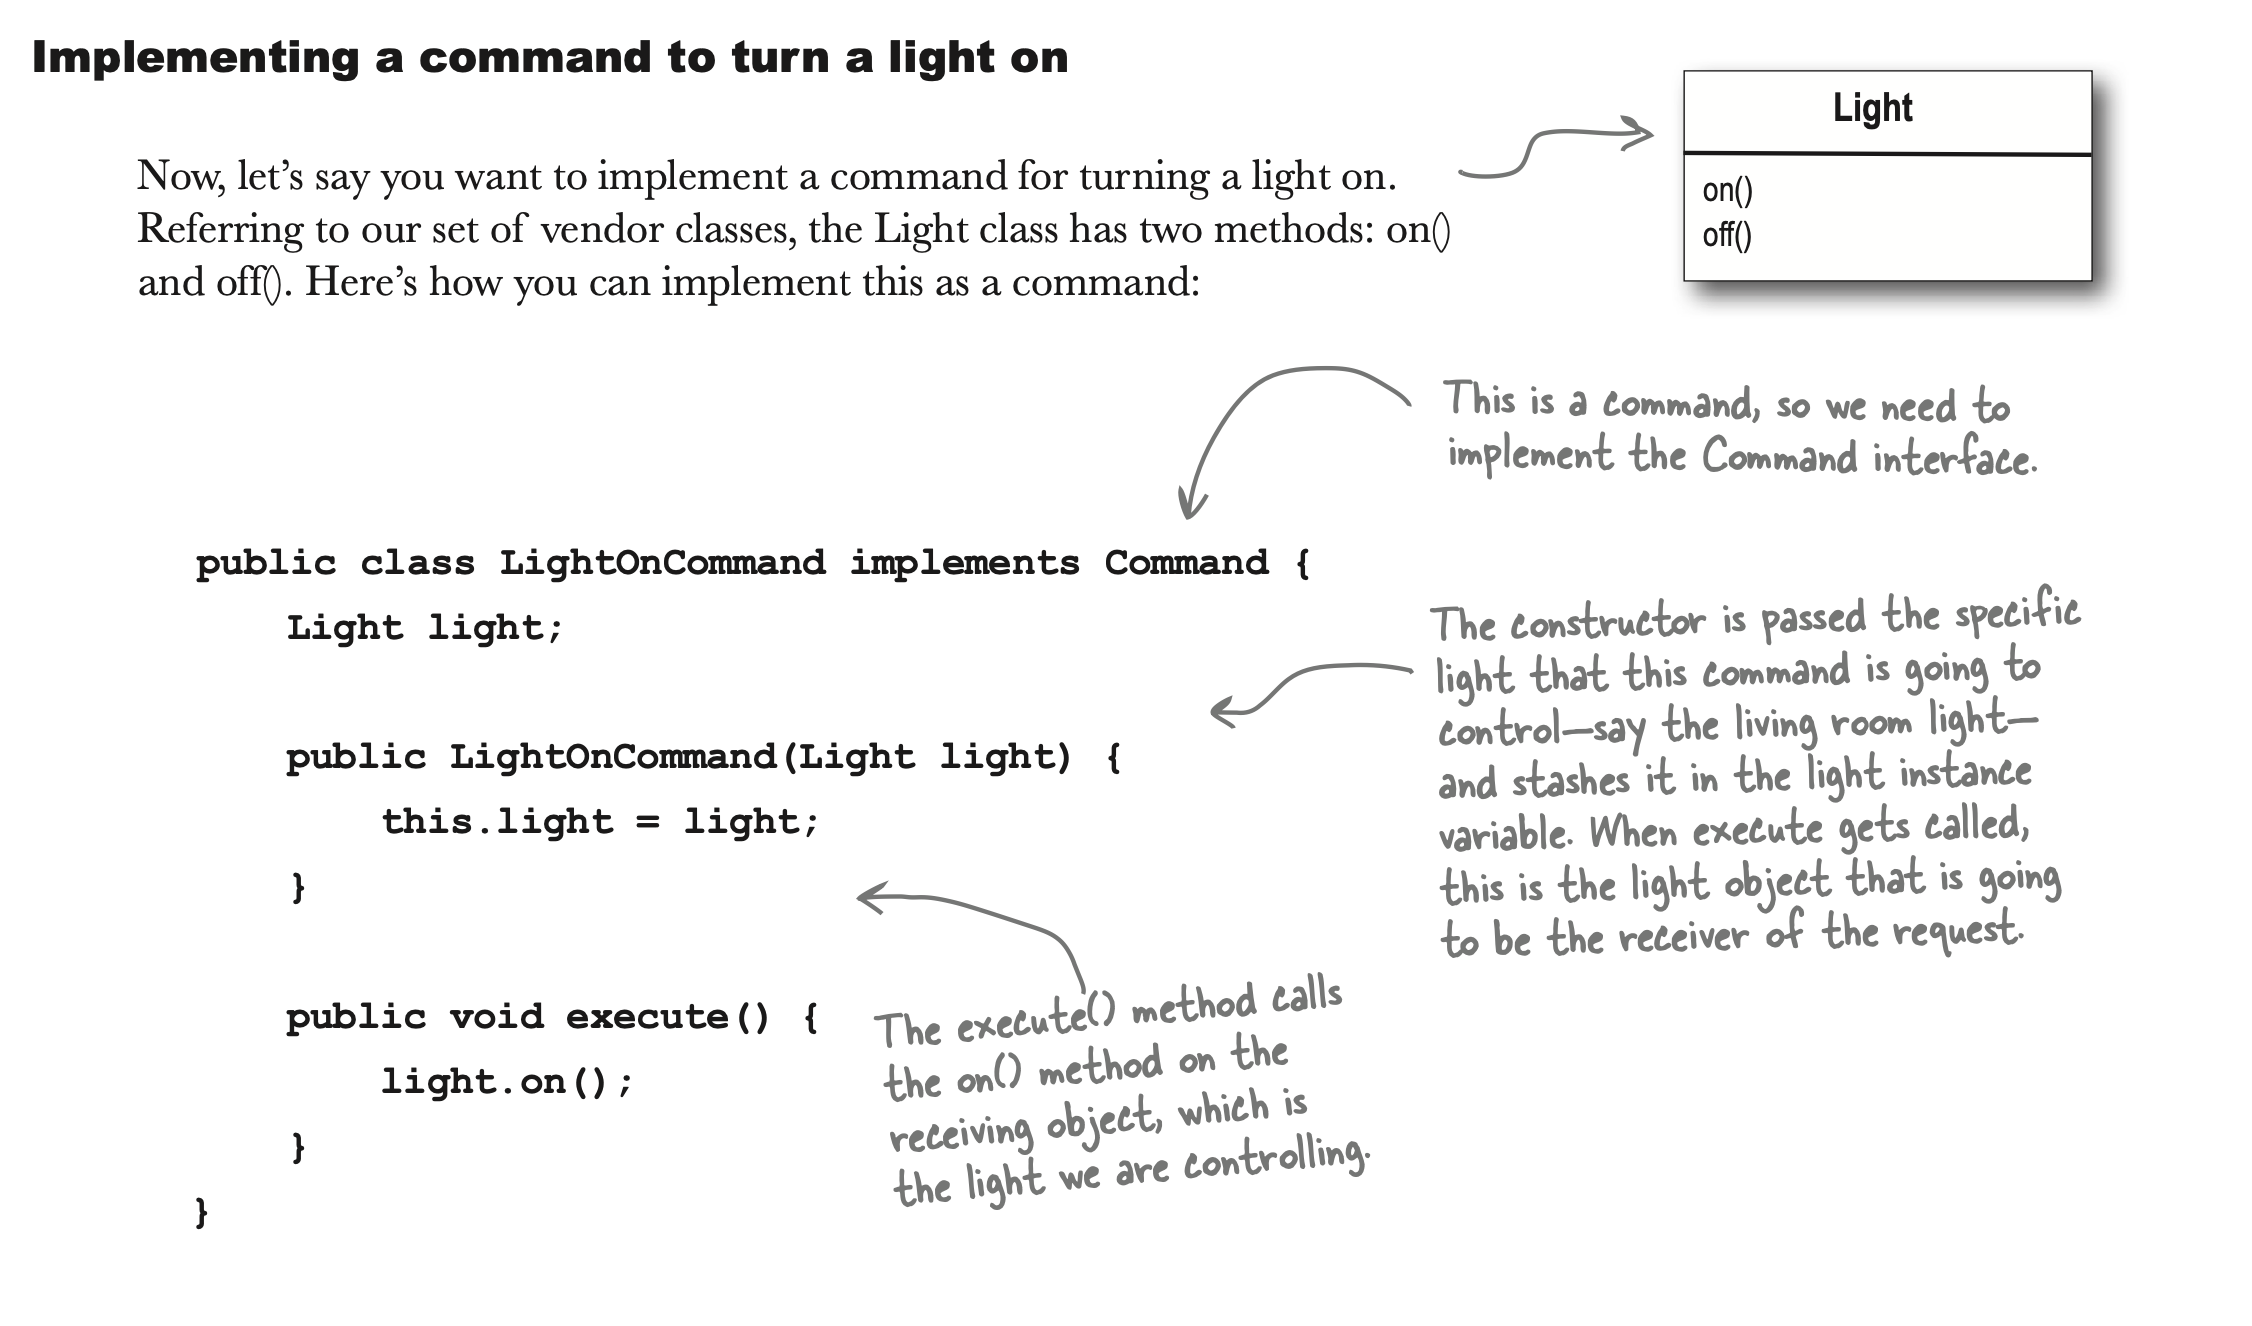 Implementing a command to turn a light on
Now, let's say you want to implement a command for turning a light on.
Referring to our set of vendor classes, the Light class has two methods: on()
and off(). Here's how you can implement this as a command:
Light
on()
off()
This is a command, so we need to
implement the Command interface.
public class LightOnCommand implements Command {
    Light light;
    public LightOnCommand(Light light) {
        this.light = light;
    }
The constructor is passed the specific
light that this command is going to
control—say the living room light—
and stashes it in the light instance
variable. When execute gets called,
this is the light object that is going
to be the receiver of the request.
    public void execute() {
        light.on();
    }
}
The execute() method calls
the on() method on the
receiving object, which is
the light we are controlling.